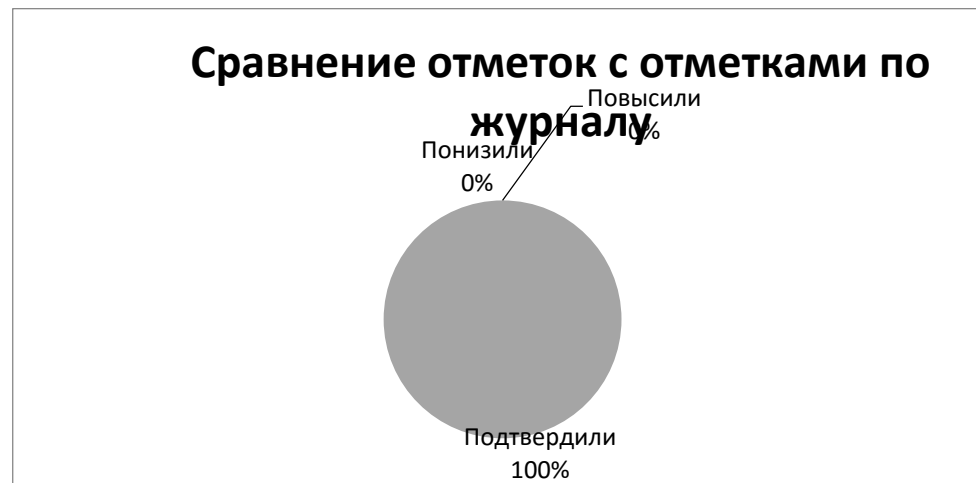 Сравнение отметок с отметками по
журналу
Повысили
0%
Понизили
0%
Подтвердили
100%